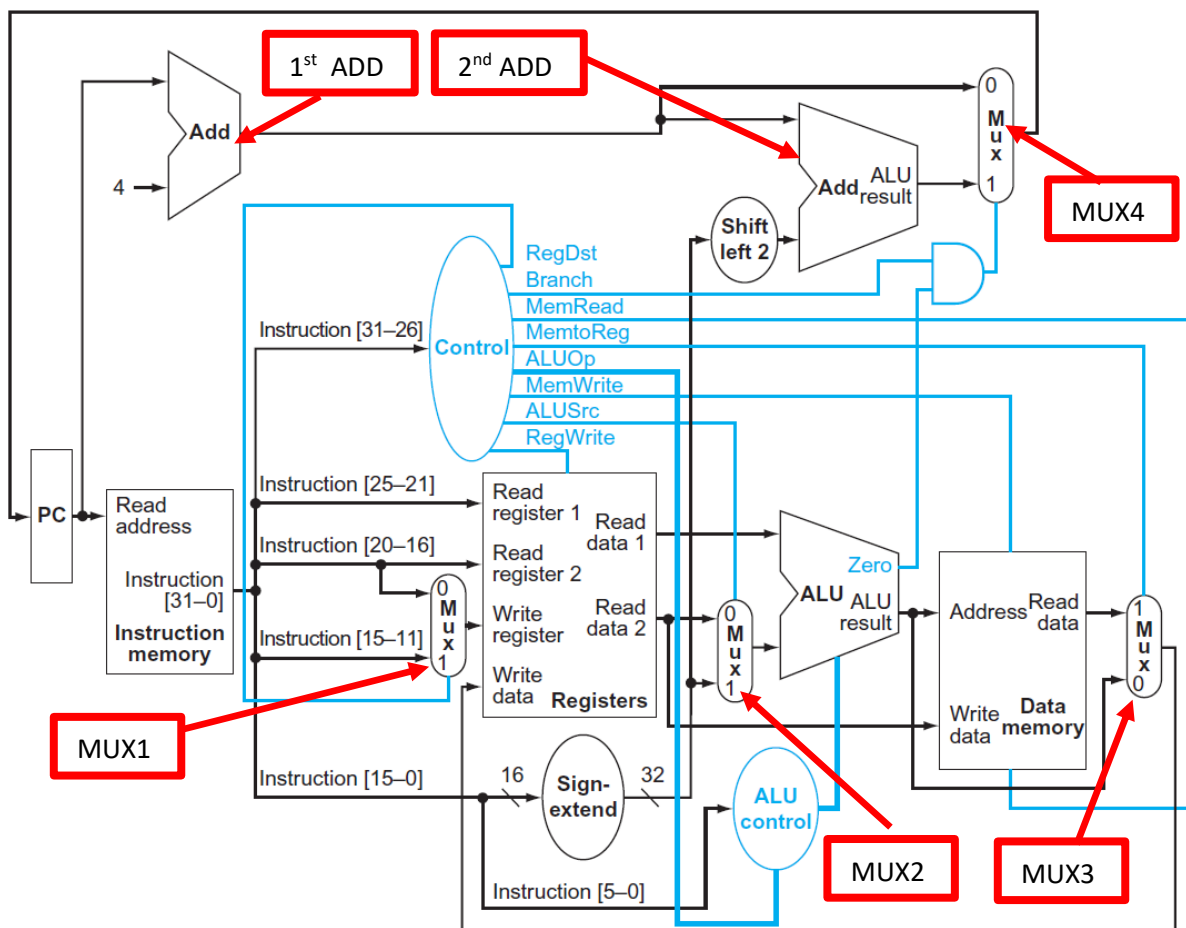 1st ADD
2nd ADD
Add
4
0
Mux
1
MUX4
Add
ALU
result
Shift
left 2
RegDst
Branch
MemRead
MemtoReg
ALUOp
MemWrite
ALUSrc
RegWrite
Instruction [31–26]
Control
PC
Read
address
Instruction
[31–0]
Instruction
memory
Instruction [25–21]
Instruction [20–16]
Instruction [15–11]
0
Mux
1
MUX1
Read
register 1
Read
register 2
Write
register
Write
data
Read
data 1
Read
data 2
Registers
0
Mux
1
Zero
ALU
ALU
result
Address
Read
data
Write
data
Data
memory
1
Mux
0
Instruction [15–0]
16
Sign-
extend
32
ALU
control
MUX2
MUX3
Instruction [5–0]